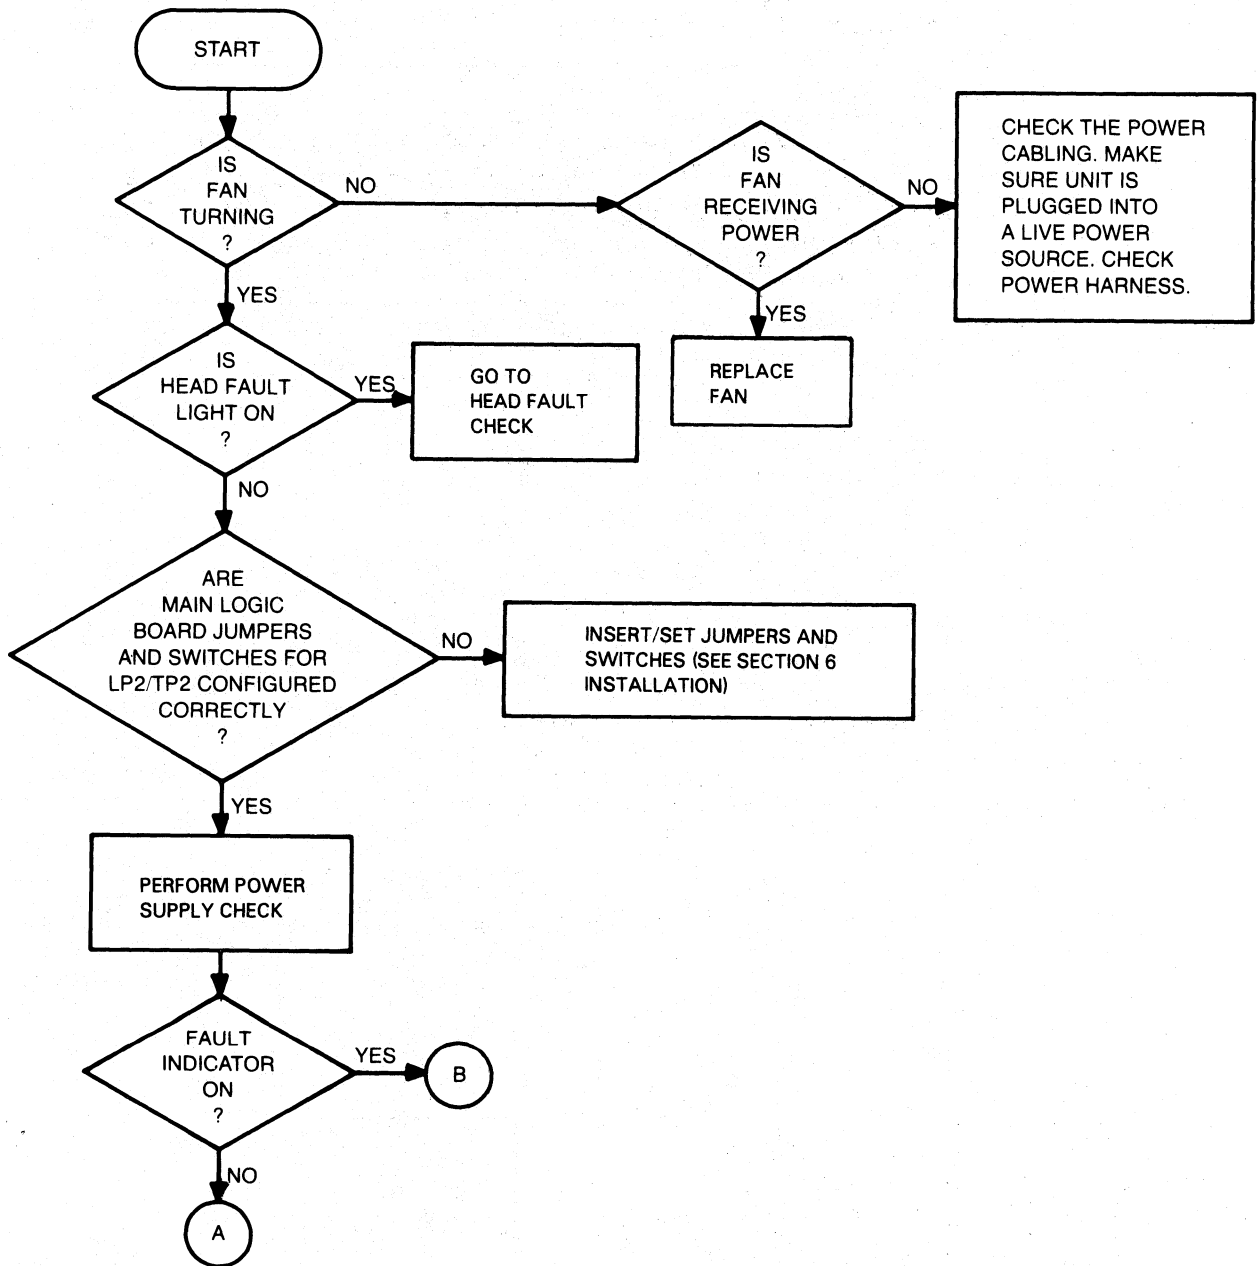 START
IS
FAN
TURNING
?
NO
YES
IS
FAN
RECEIVING
POWER
?
NO
YES
CHECK THE POWER
CABLING. MAKE
SURE UNIT IS
PLUGGED INTO
A LIVE POWER
SOURCE. CHECK
POWER HARNESS.
REPLACE
FAN
IS
HEAD FAULT
LIGHT ON
?
YES
NO
GO TO
HEAD FAULT
CHECK
ARE
MAIN LOGIC
BOARD JUMPERS
AND SWITCHES FOR
LP2/TP2 CONFIGURED
CORRECTLY
?
NO
YES
INSERT/SET JUMPERS AND
SWITCHES (SEE SECTION 6
INSTALLATION)
PERFORM POWER
SUPPLY CHECK
FAULT
INDICATOR
ON
?
YES
B
NO
A